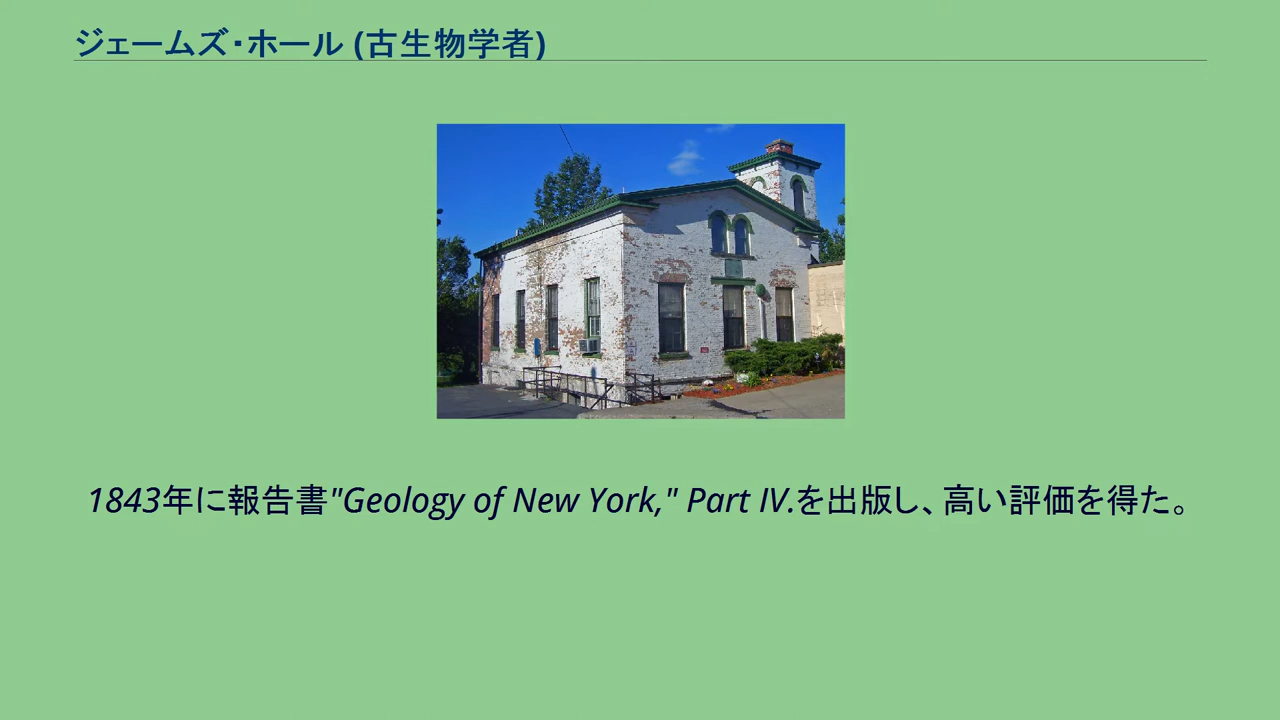 ジェームズ・ホール (古生物学者)
1843年に報告書"Geology of New York," Part IV.を出版し、高い評価を得た。